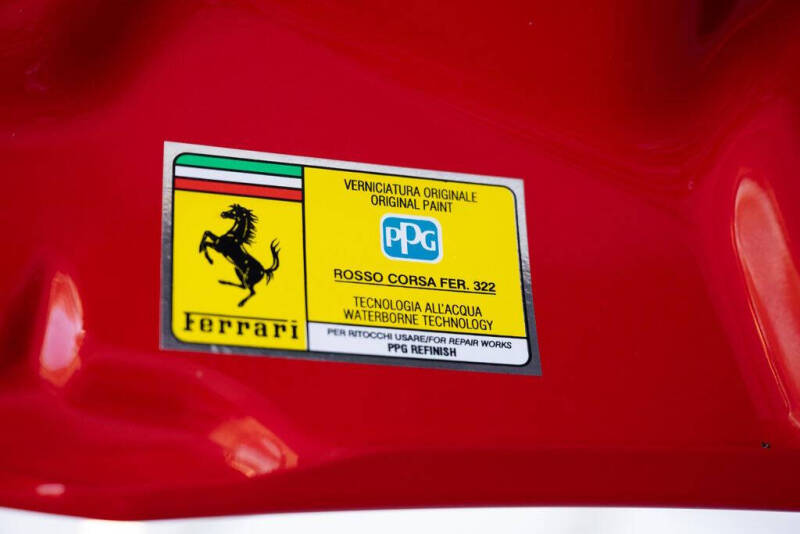 Ferrari
VERNICIATURA ORIGINALE
ORIGINAL PAINT
PPG
ROSSO CORSA FER. 322
TECNOLOGIA ALL'ACQUA
WATERBORNE TECHNOLOGY
PER RITOCCHI USARE/FOR REPAIR WORKS
PPG REFINISH